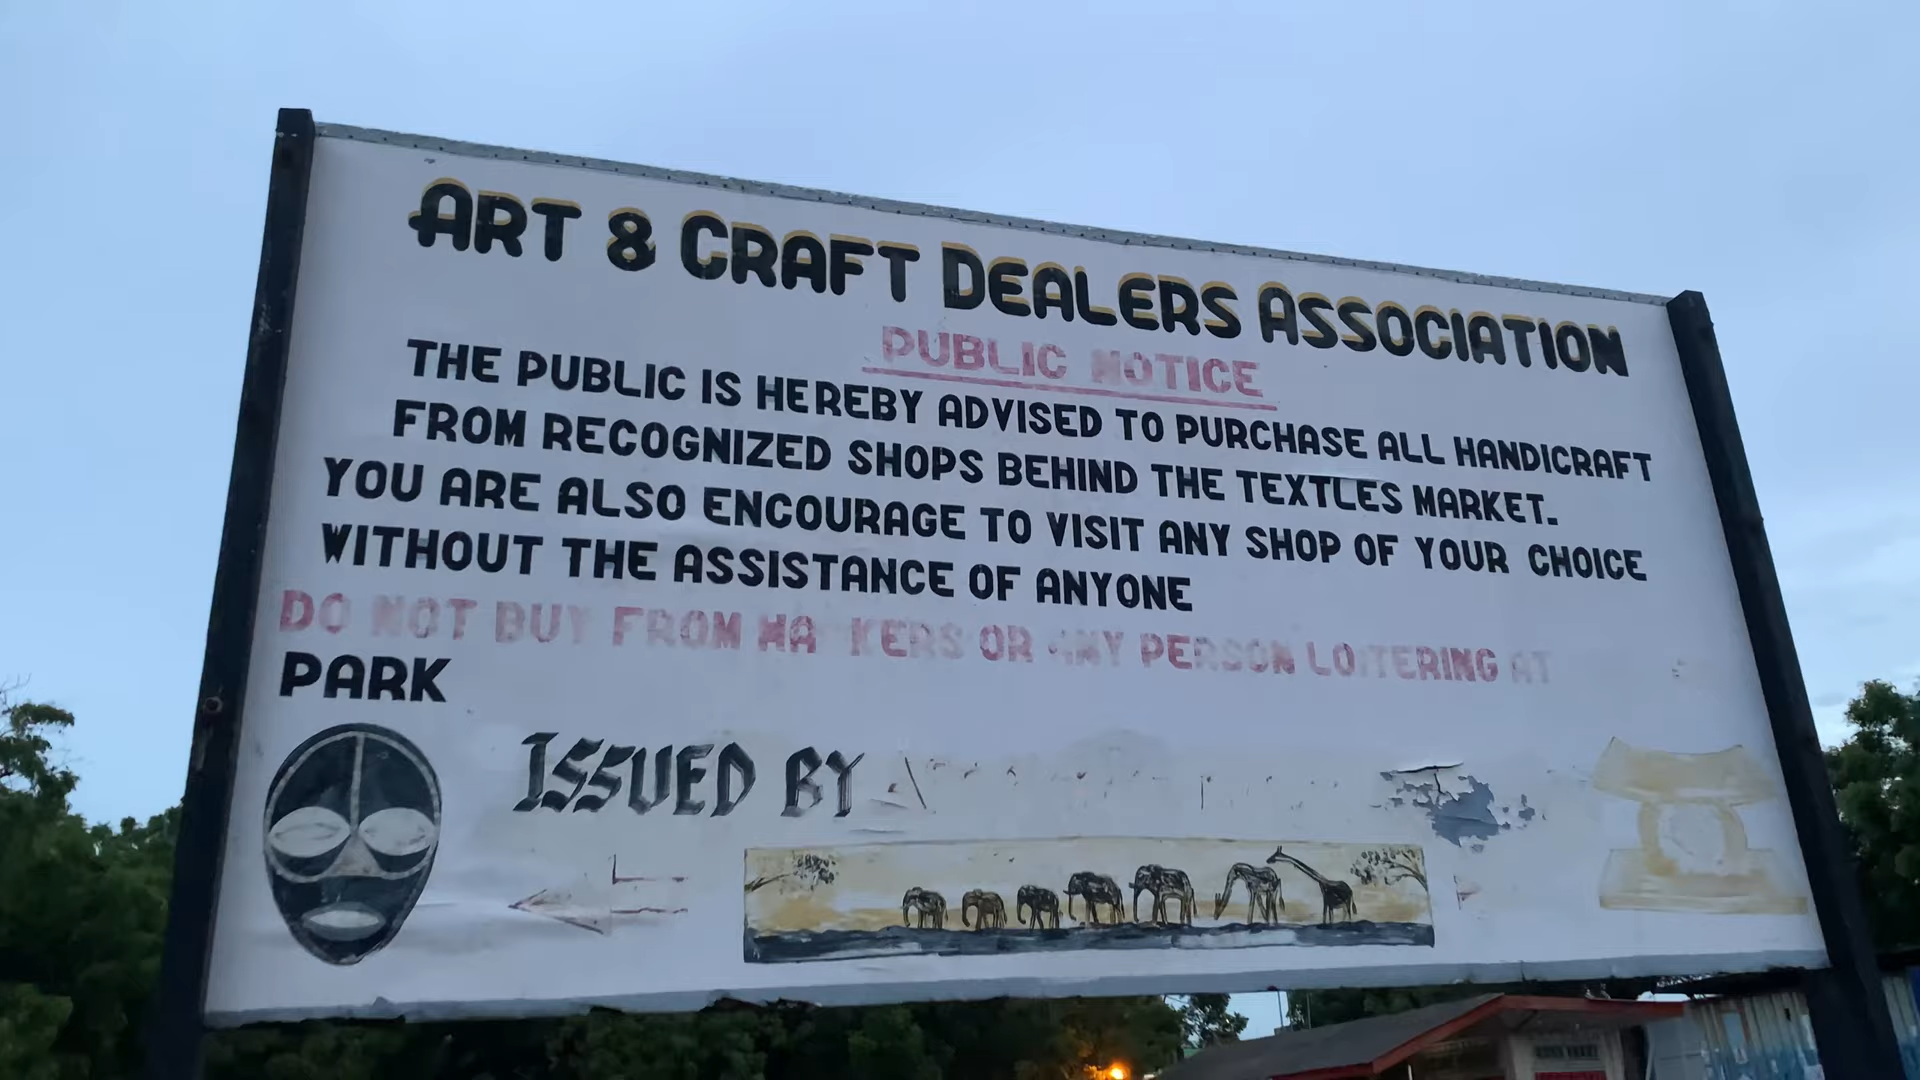 ART & CRAFT DEALERS ASSOCIATION
PUBLIC NOTICE
THE PUBLIC IS HEREBY ADVISED TO PURCHASE ALL HANDICRAFT
FROM RECOGNIZED SHOPS BEHIND THE TEXTLES MARKET.
YOU ARE ALSO ENCOURAGE TO VISIT ANY SHOP OF YOUR CHOICE
WITHOUT THE ASSISTANCE OF ANYONE
DO NOT BUY FROM HA KERS OR ANY PERSON LOITERING AT
PARK
ISSUED BY